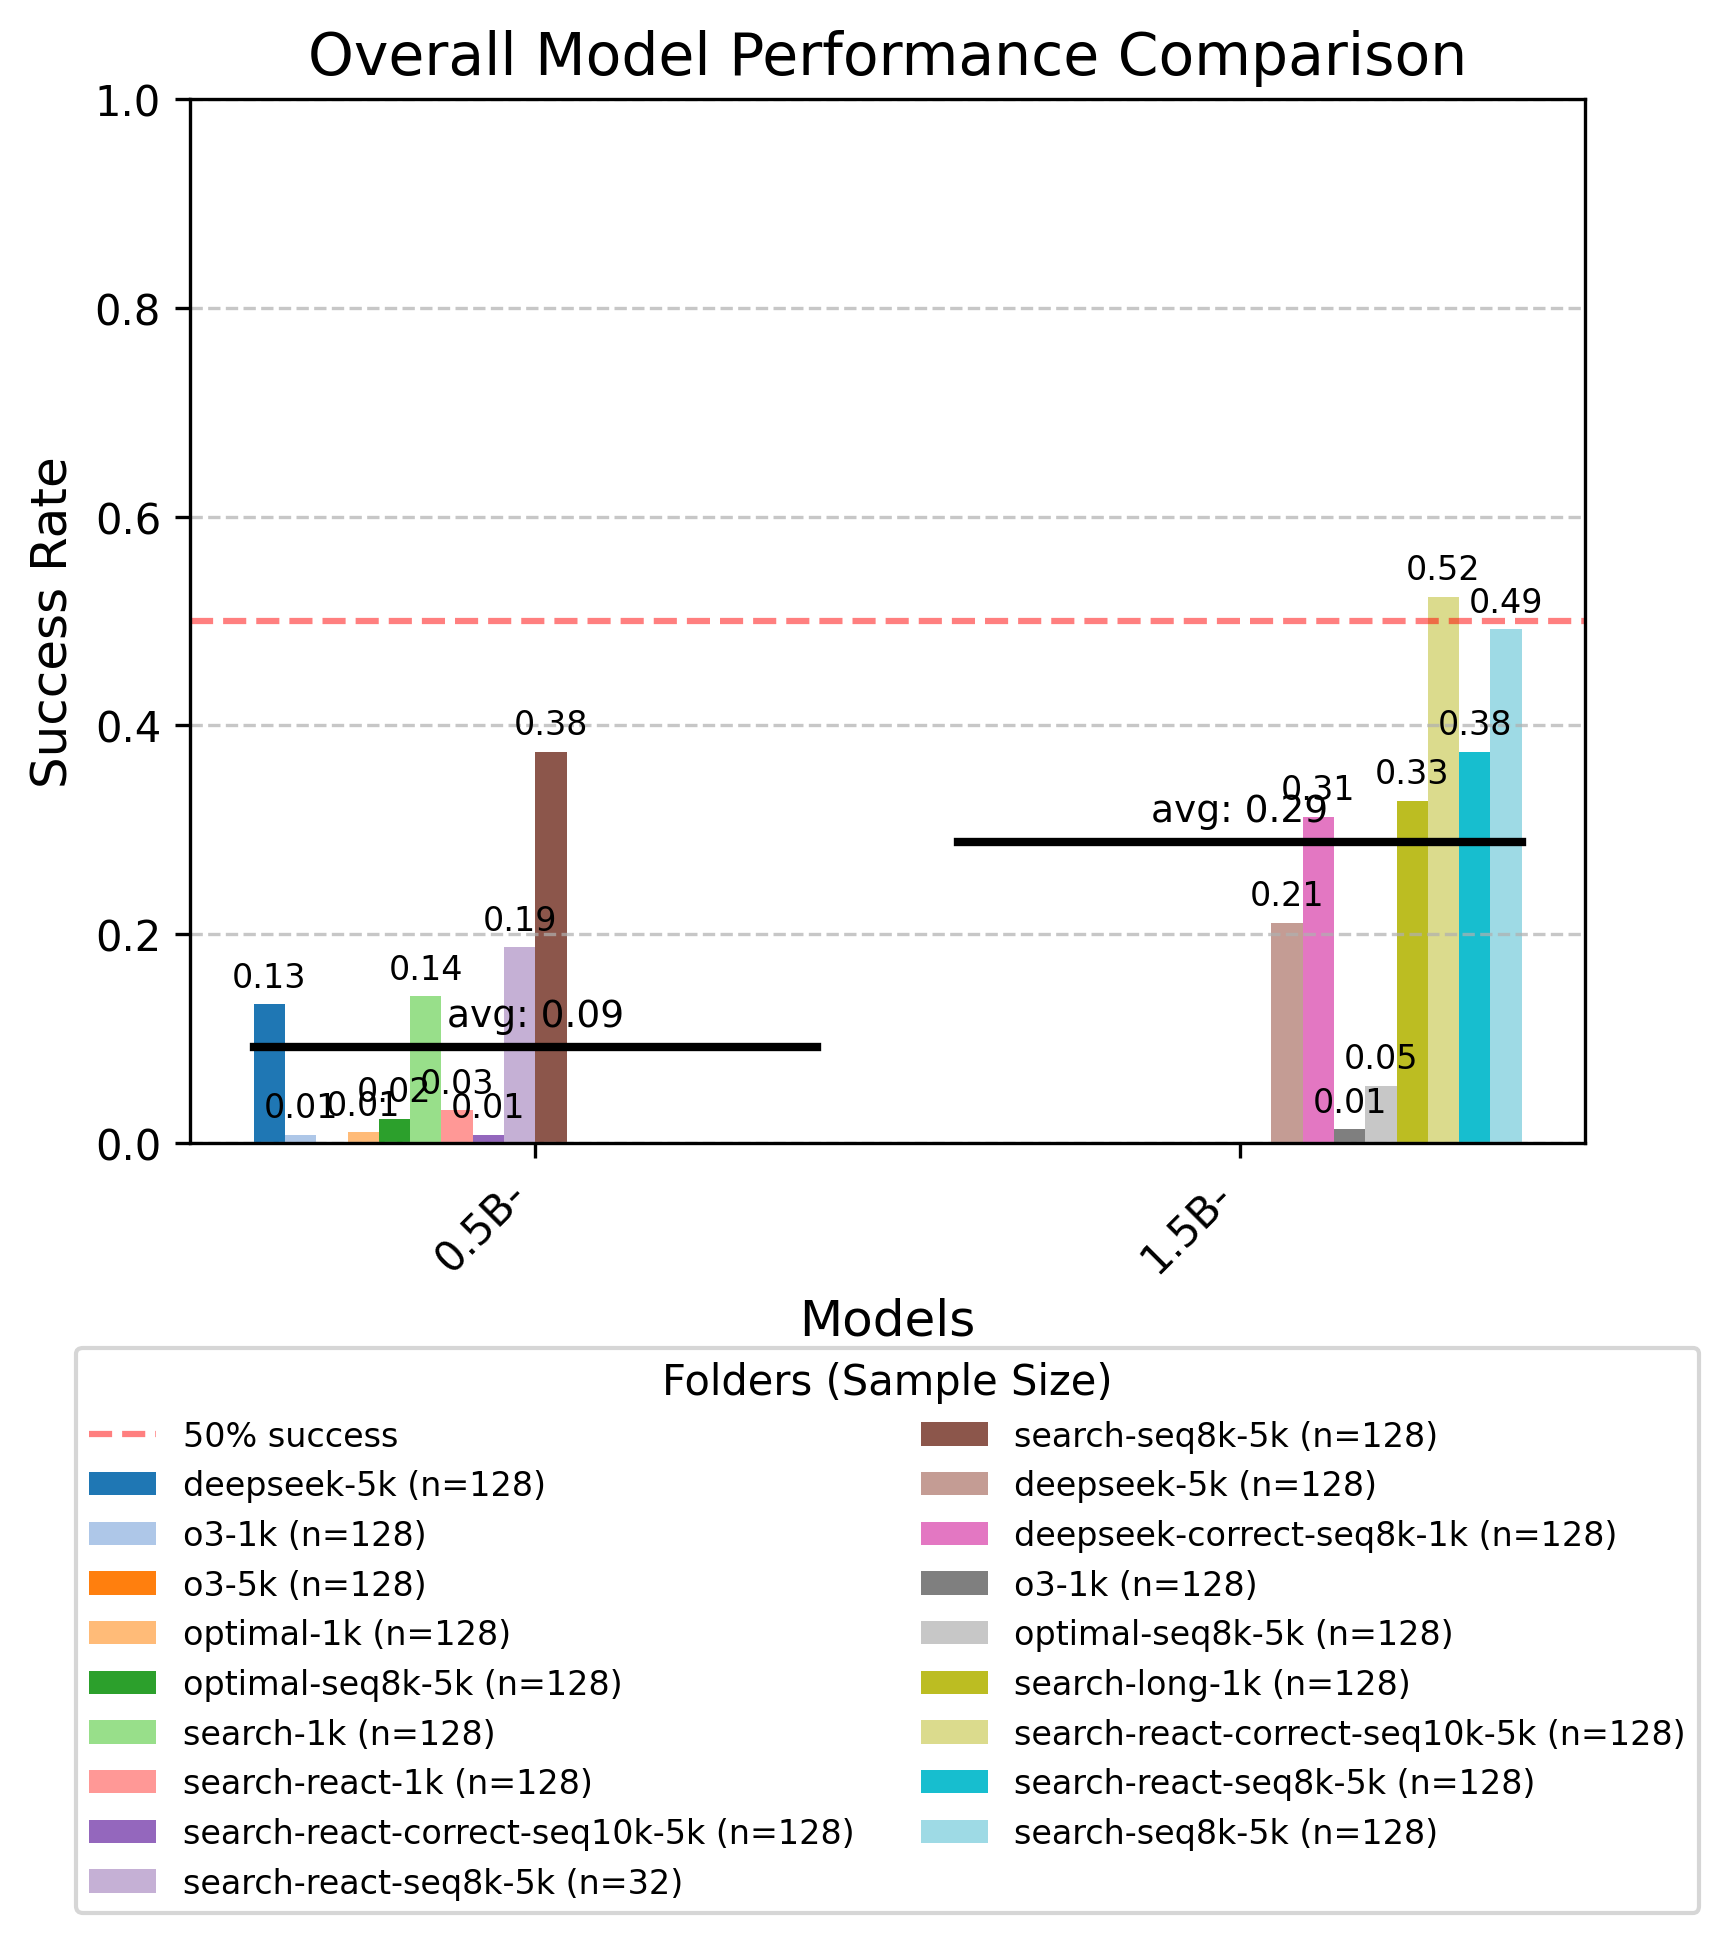 Overall Model Performance Comparison
1.0
0.8
0.6
0.4
0.2
0.0
Success Rate
0.13
0.01
0.01
0.02
0.14
0.03
0.01
0.19
0.38
avg: 0.09
0.21
0.31
0.01
0.05
0.33
0.52
0.38
0.49
avg: 0.29
0.5B-
1.5B-
Models
Folders (Sample Size)
50% success
deepseek-5k (n=128)
o3-1k (n=128)
o3-5k (n=128)
optimal-1k (n=128)
optimal-seq8k-5k (n=128)
search-1k (n=128)
search-react-1k (n=128)
search-react-correct-seq10k-5k (n=128)
search-react-seq8k-5k (n=32)
search-seq8k-5k (n=128)
deepseek-5k (n=128)
deepseek-correct-seq8k-1k (n=128)
o3-1k (n=128)
optimal-seq8k-5k (n=128)
search-long-1k (n=128)
search-react-correct-seq10k-5k (n=128)
search-react-seq8k-5k (n=128)
search-seq8k-5k (n=128)